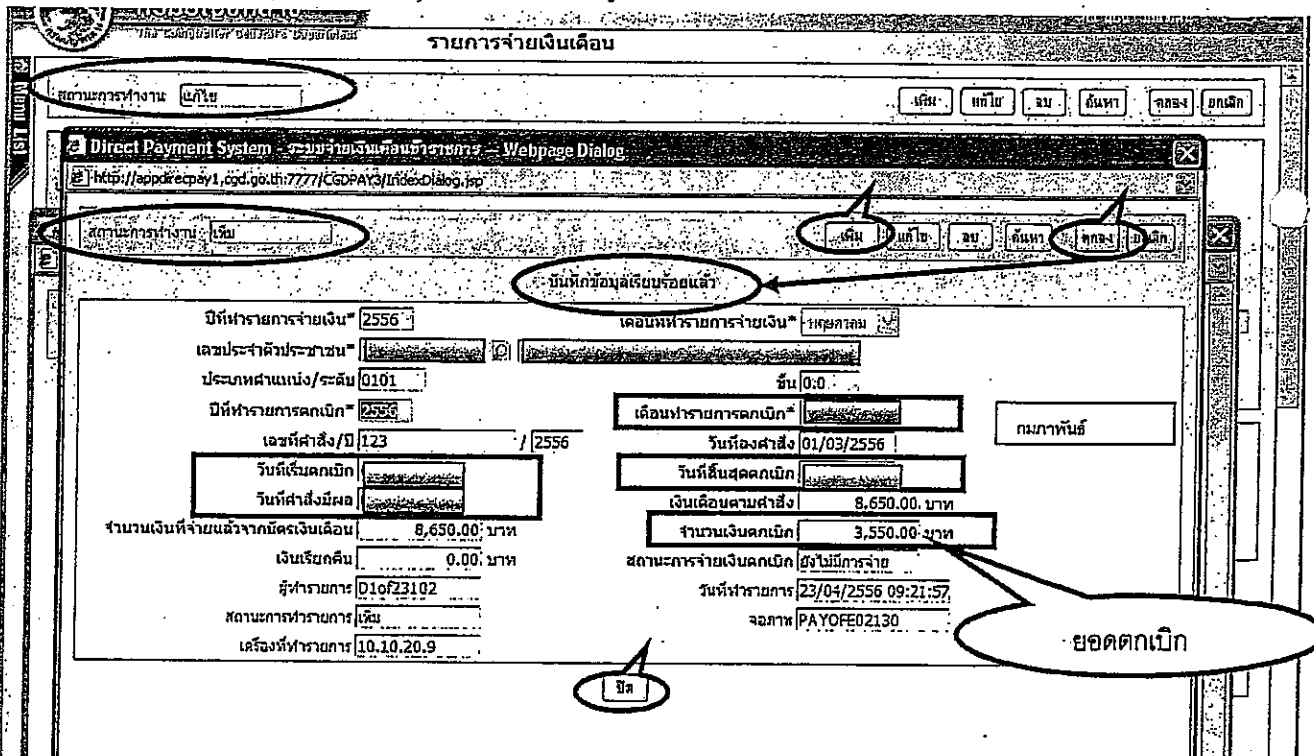 The Comptroller General's Department
รายการจ่ายเงินเดือน
Menu List
สถานะการทำงาน แก้ไข เพิ่ม แก้ไข ลบ ค้นหา ตกลง ยกเลิก
Direct Payment System - ระบบจ่ายเงินเดือนข้าราชการ -- Webpage Dialog
http://appdirecpay1.cgd.go.th:7777/CGDPAY3/IndexDialog.jsp
สถานะการทำงาน เพิ่ม เพิ่ม แก้ไข ลบ ค้นหา ตกลง ยกเลิก
บันทึกข้อมูลเรียบร้อยแล้ว
ปีที่ทำรายการจ่ายเงิน* 2556 เดือนที่ทำรายการจ่ายเงิน* พฤษภาคม
เลขประจำตัวประชาชน*
ประเภทตำแหน่ง/ระดับ 0101 ขั้น 0.0
ปีที่ทำรายการตกเบิก* 2556 เดือนทำรายการตกเบิก* กมภาพันธ์
เลขที่คำสั่ง/ปี 123 / 2556 วันที่ลงคำสั่ง 01/03/2556
วันที่เริ่มตกเบิก วันที่สิ้นสุดตกเบิก
วันที่คำสั่งมีผล เงินเดือนตามคำสั่ง 8,650.00 บาท
จำนวนเงินที่จ่ายแล้วจากบัตรเงินเดือน 8,650.00 บาท จำนวนเงินตกเบิก 3,550.00 บาท
เงินเรียกคืน 0.00 บาท สถานะการจ่ายเงินตกเบิก ยังไม่มีการจ่าย
ผู้ทำรายการ D1of23102 วันที่ทำรายการ 23/04/2556 09:21:57
สถานะการทำรายการ เพิ่ม จอภาพ PAYOFE02130
เครื่องที่ทำรายการ 10.10.20.9
ยอดตกเบิก
ปิด